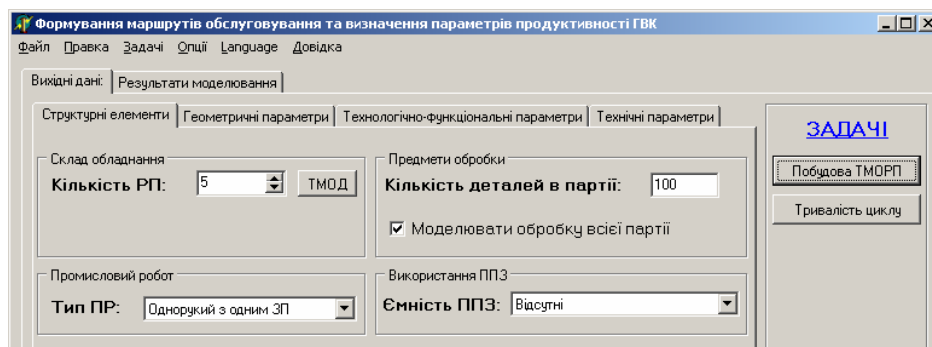 Формування маршрутів обслуговування та визначення параметрів продуктивності ГВК
Файл Правка Задачі Опції Language Довідка
Вихідні дані: Результати моделювання
Структурні елементи Геометричні параметри Технологічно-функціональні параметри Технічні параметри
ЗАДАЧІ
Склад обладнання
Кількість РП: 5 ТМОД
Предмети обробки
Кількість деталей в партії: 100
Моделювати обробку всієї партії
Побудова ТМОРП
Тривалість циклу
Промисловий робот
Тип ПР: Однорукий з одним ЗП
Використання ППЗ
Ємність ППЗ: Відсутні